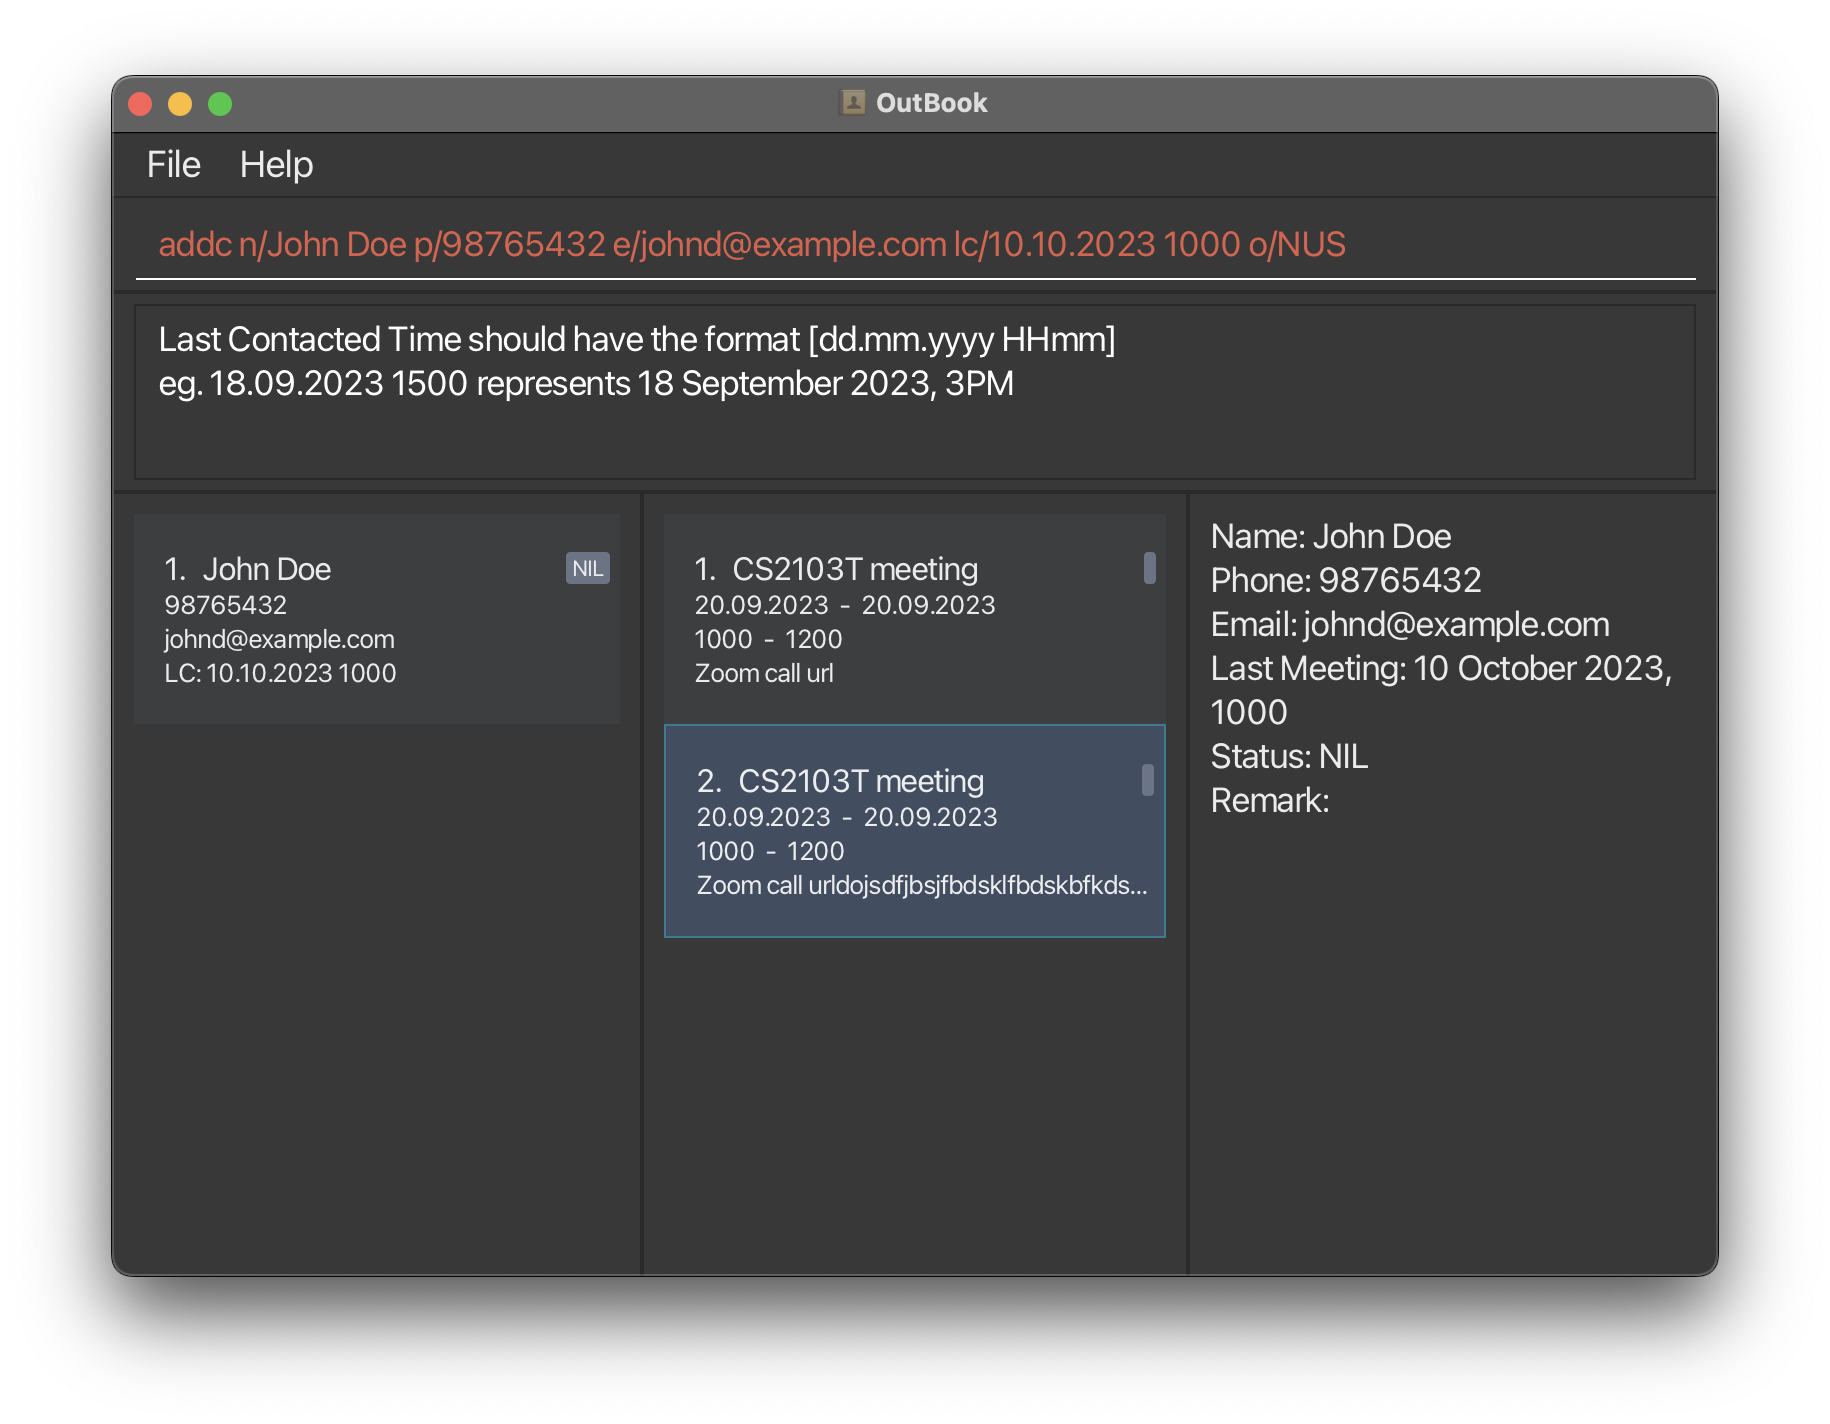 OutBook
File Help
addc n/John Doe p/98765432 e/johnd@example.com lc/10.10.2023 1000 o/NUS
Last Contacted Time should have the format [dd.mm.yyyy HHmm]
eg. 18.09.2023 1500 represents 18 September 2023, 3PM
1. John Doe
NIL
98765432
johnd@example.com
LC: 10.10.2023 1000
1. CS2103T meeting
20.09.2023 - 20.09.2023
1000 - 1200
Zoom call url
2. CS2103T meeting
20.09.2023 - 20.09.2023
1000 - 1200
Zoom call urldojsdfjbsjfbdsklfbdskbfkds...
Name: John Doe
Phone: 98765432
Email: johnd@example.com
Last Meeting: 10 October 2023,
1000
Status: NIL
Remark: